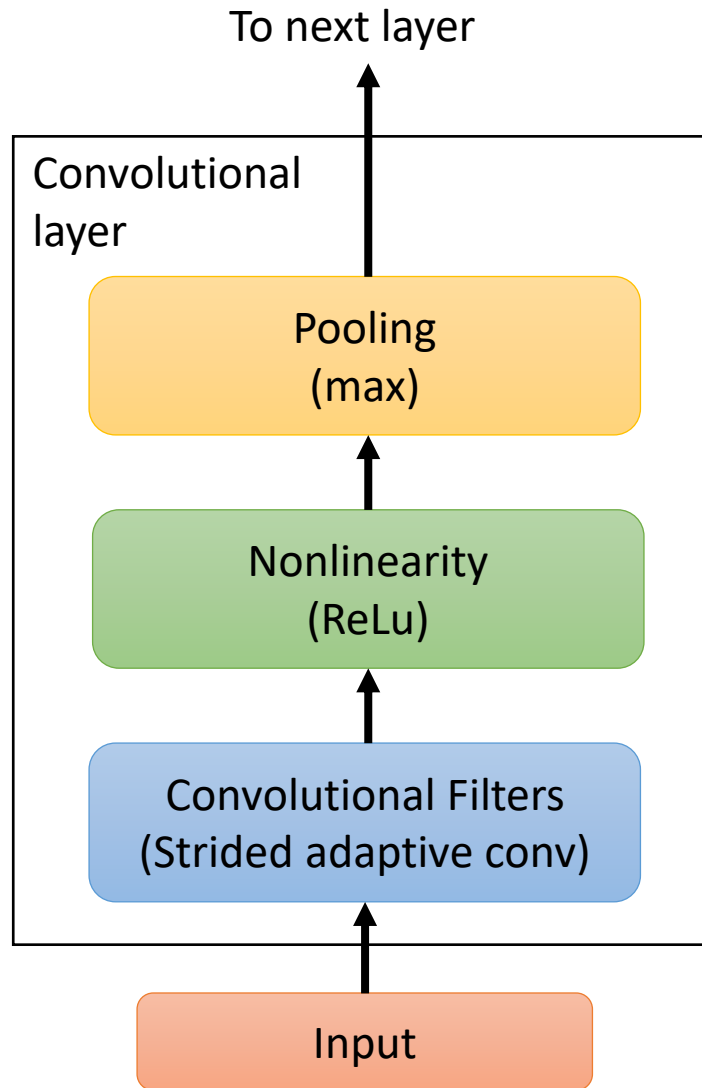 To next layer
Convolutional
layer
Pooling
(max)
Nonlinearity
(ReLu)
Convolutional Filters
(Strided adaptive conv)
Input